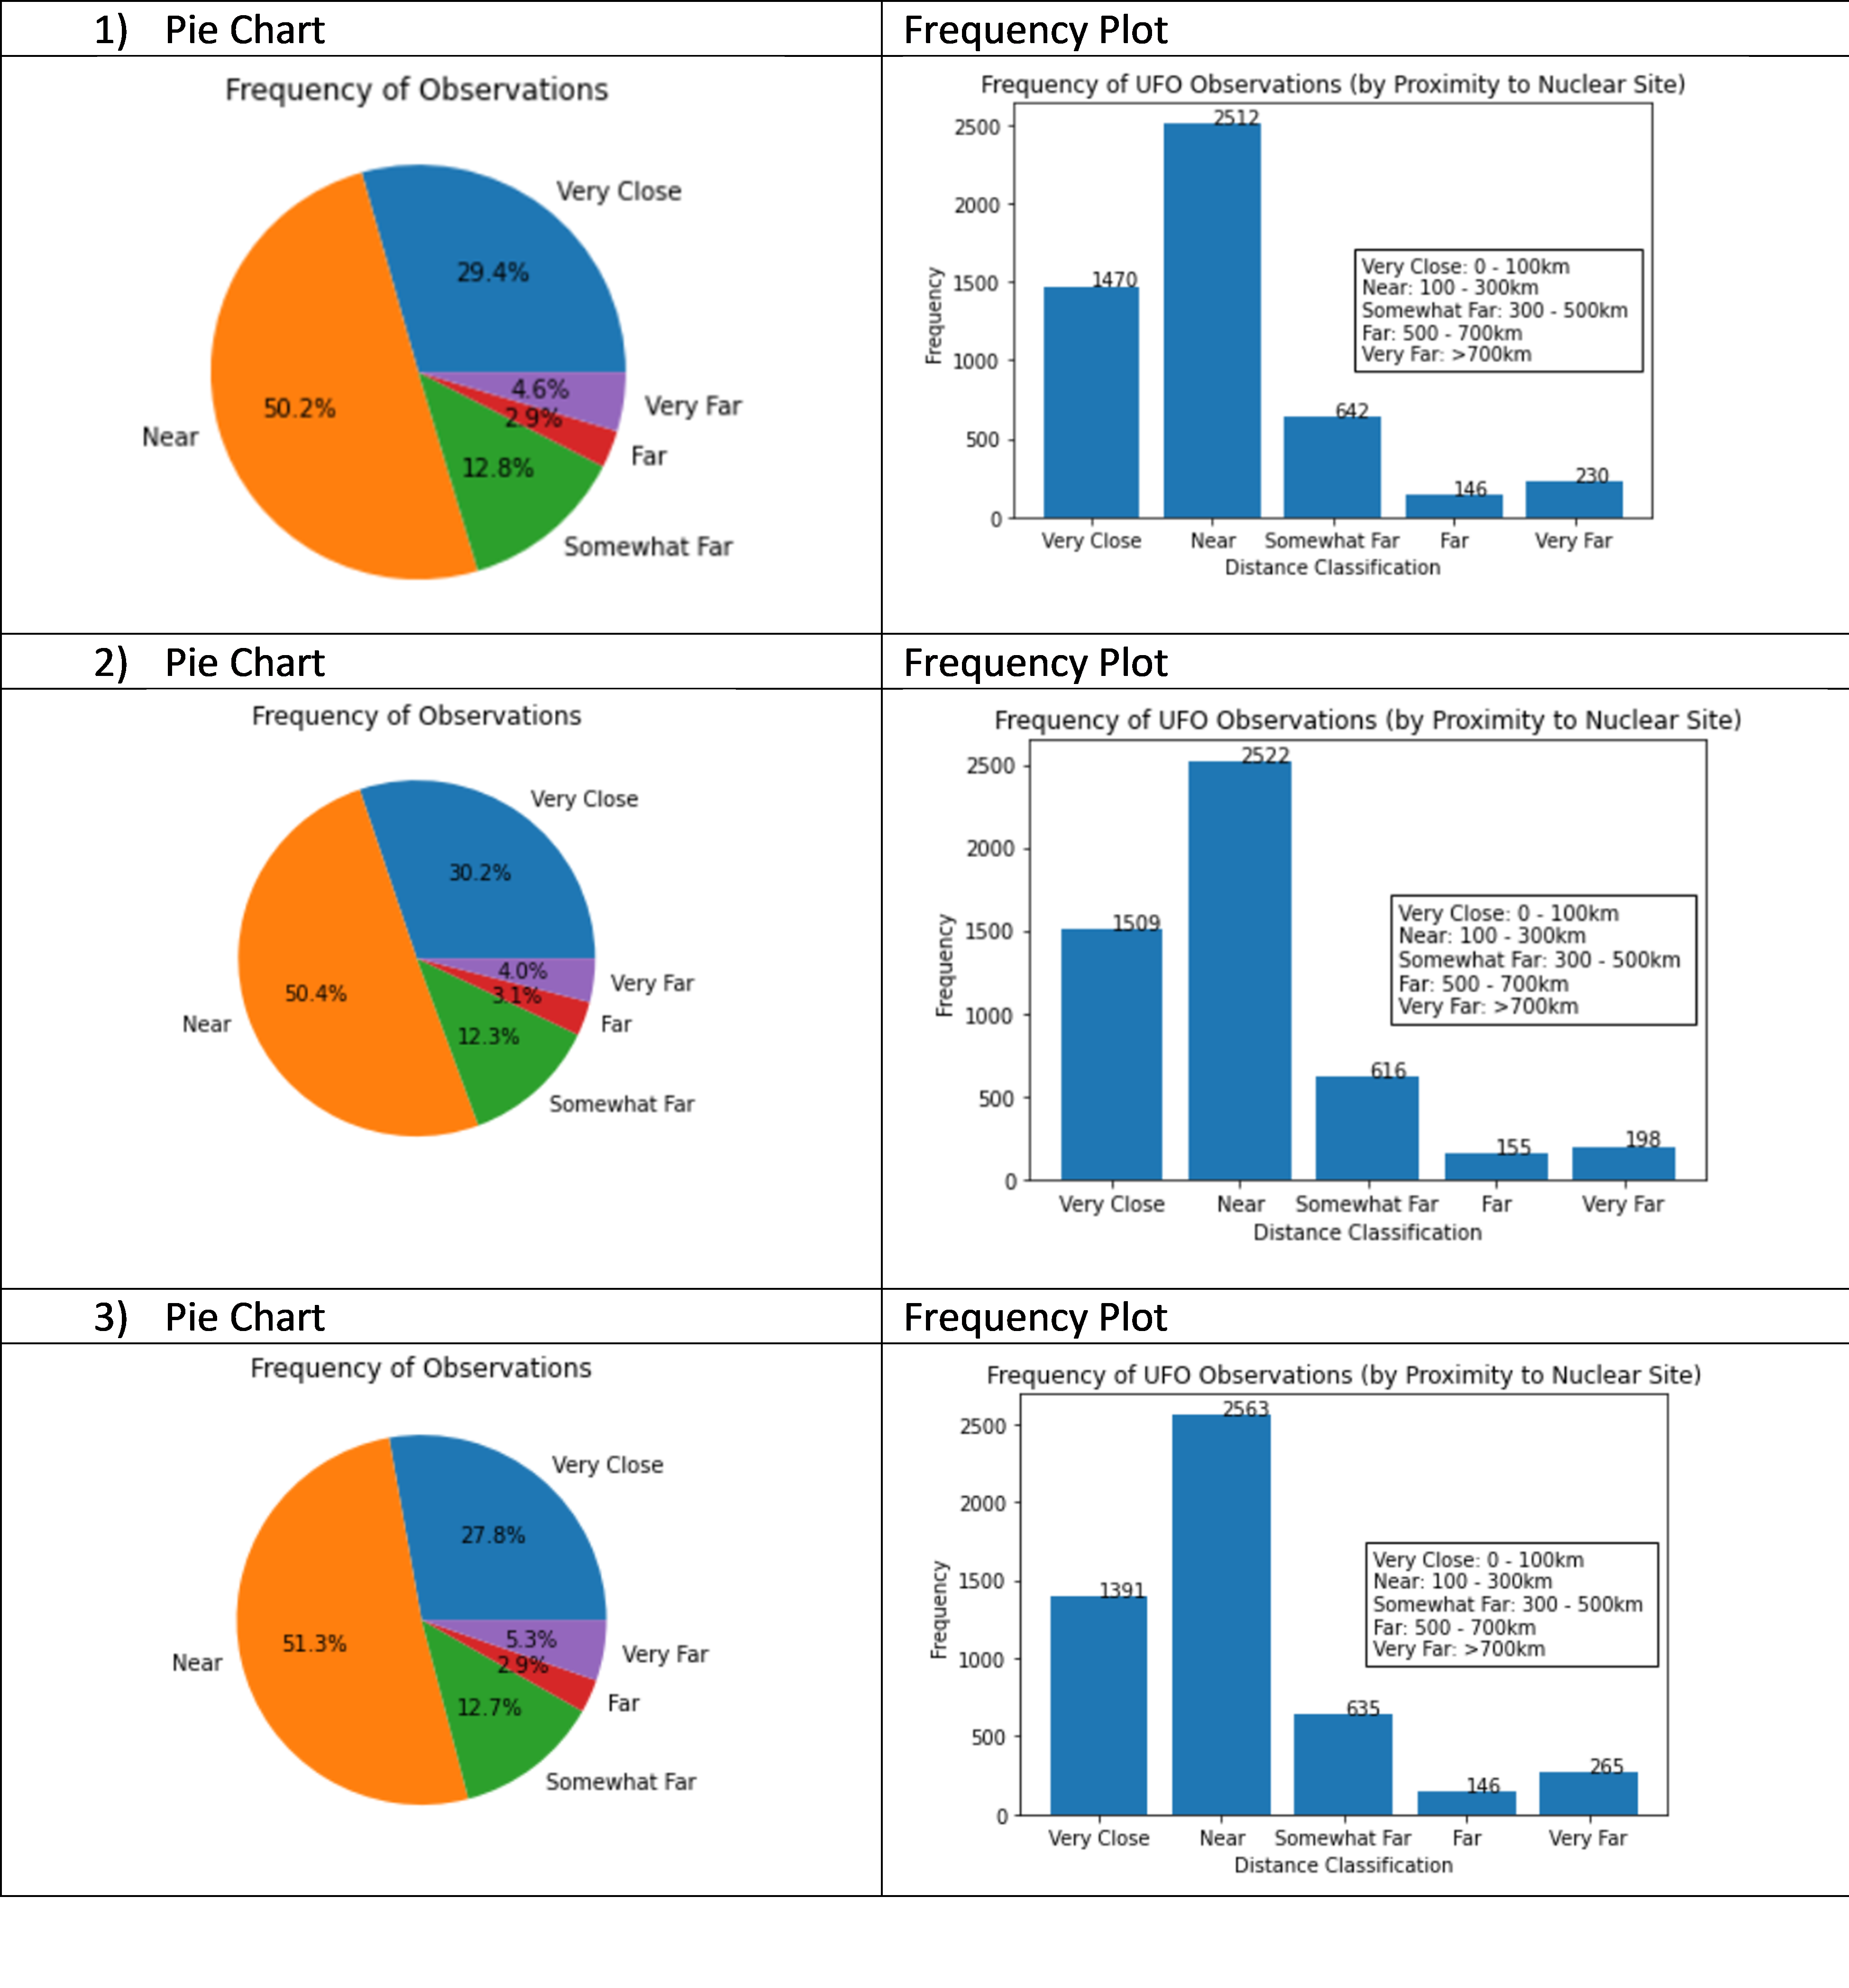 1) Pie Chart
Frequency Plot
Frequency of Observations
Very Close
29.4%
4.6%
Very Far
50.2%
2.9%
Near
Far
12.8%
Somewhat Far
Frequency of UFO Observations (by Proximity to Nuclear Site)
2512
2500
2000
1500
1000
500
0
Frequency
1470
642
146
230
Very Close: 0 - 100km
Near: 100 - 300km
Somewhat Far: 300 - 500km
Far: 500 - 700km
Very Far: >700km
Very Close Near Somewhat Far Far Very Far
Distance Classification
2) Pie Chart
Frequency Plot
Frequency of Observations
Very Close
30.2%
4.0%
Very Far
50.4%
3.1%
Near
Far
12.3%
Somewhat Far
Frequency of UFO Observations (by Proximity to Nuclear Site)
2522
2500
2000
1500
1000
500
0
Frequency
1509
616
155
198
Very Close: 0 - 100km
Near: 100 - 300km
Somewhat Far: 300 - 500km
Far: 500 - 700km
Very Far: >700km
Very Close Near Somewhat Far Far Very Far
Distance Classification
3) Pie Chart
Frequency Plot
Frequency of Observations
Very Close
27.8%
5.3%
Very Far
51.3%
2.9%
Near
Far
12.7%
Somewhat Far
Frequency of UFO Observations (by Proximity to Nuclear Site)
2563
2500
2000
1500
1000
500
0
Frequency
1391
635
146
265
Very Close: 0 - 100km
Near: 100 - 300km
Somewhat Far: 300 - 500km
Far: 500 - 700km
Very Far: >700km
Very Close Near Somewhat Far Far Very Far
Distance Classification